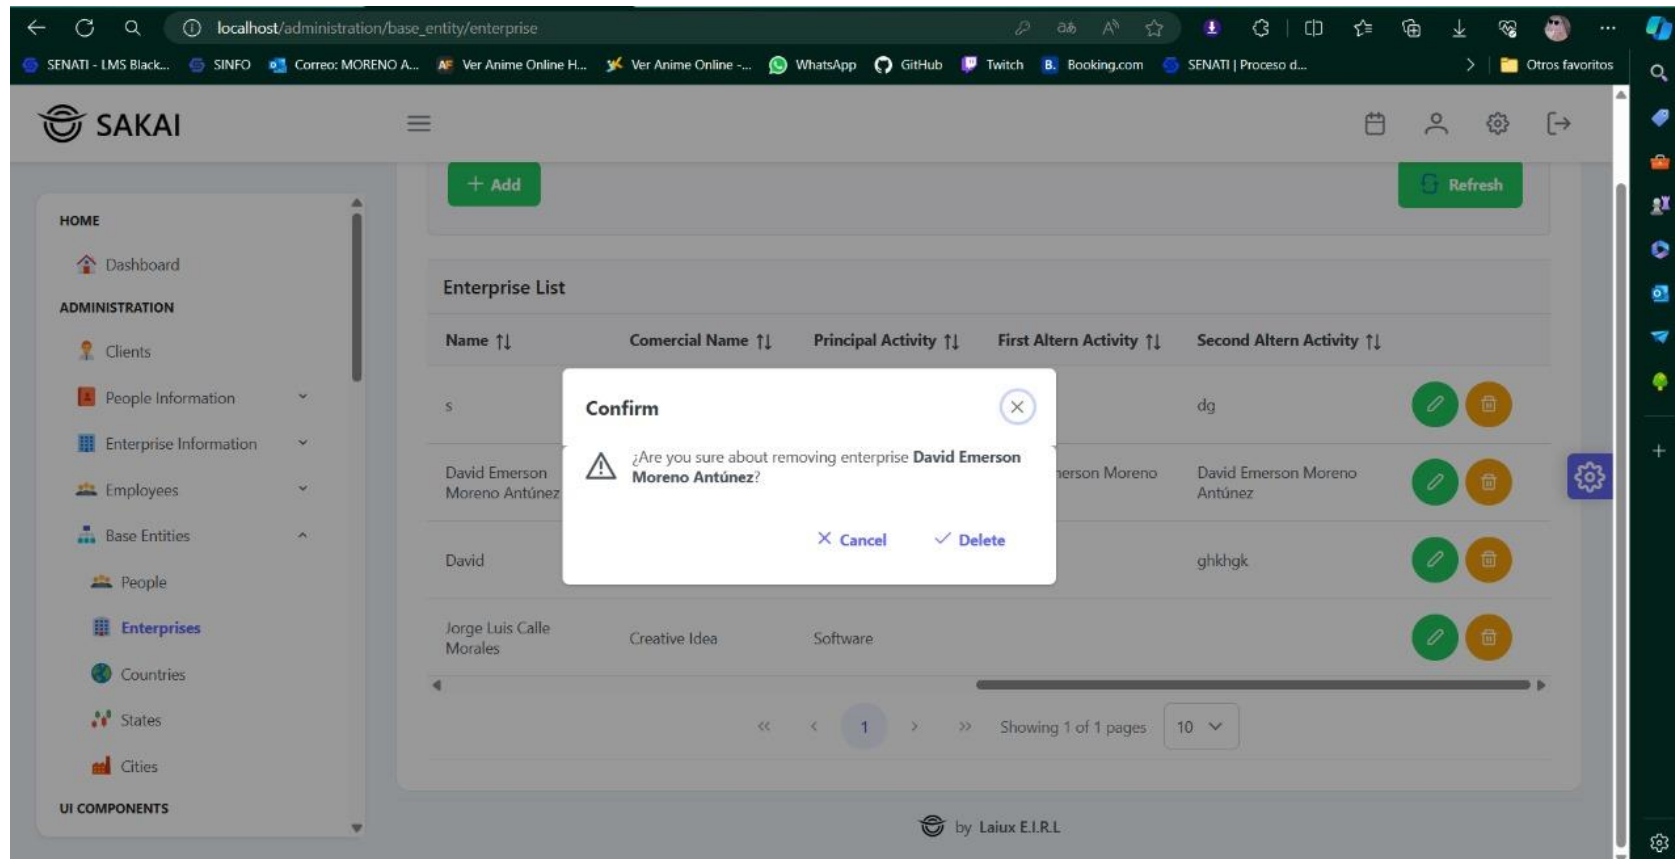 localhost/administration/base_entity/enterprise
SENATI - LMS Black... SINFO Correo: MORENO A... Ver Anime Online H... Ver Anime Online -... WhatsApp GitHub Twitch Booking.com SENATI | Proceso d... Otros favoritos
SAKAI
+ Add
Refresh
HOME
Dashboard
ADMINISTRATION
Clients
People Information
Enterprise Information
Employees
Base Entities
People
Enterprises
Countries
States
Cities
UI COMPONENTS
Enterprise List
Name Comercial Name Principal Activity First Altern Activity Second Altern Activity
s dg
David Emerson
Moreno Antúnez
Moreno
David Emerson Moreno
Antúnez
David ghkhgk
Jorge Luis Calle
Morales
Creative Idea Software
Confirm
¿Are you sure about removing enterprise David Emerson
Moreno Antúnez?
Cancel Delete
<< < 1 > >> Showing 1 of 1 pages 10
by Laiux E.I.R.L